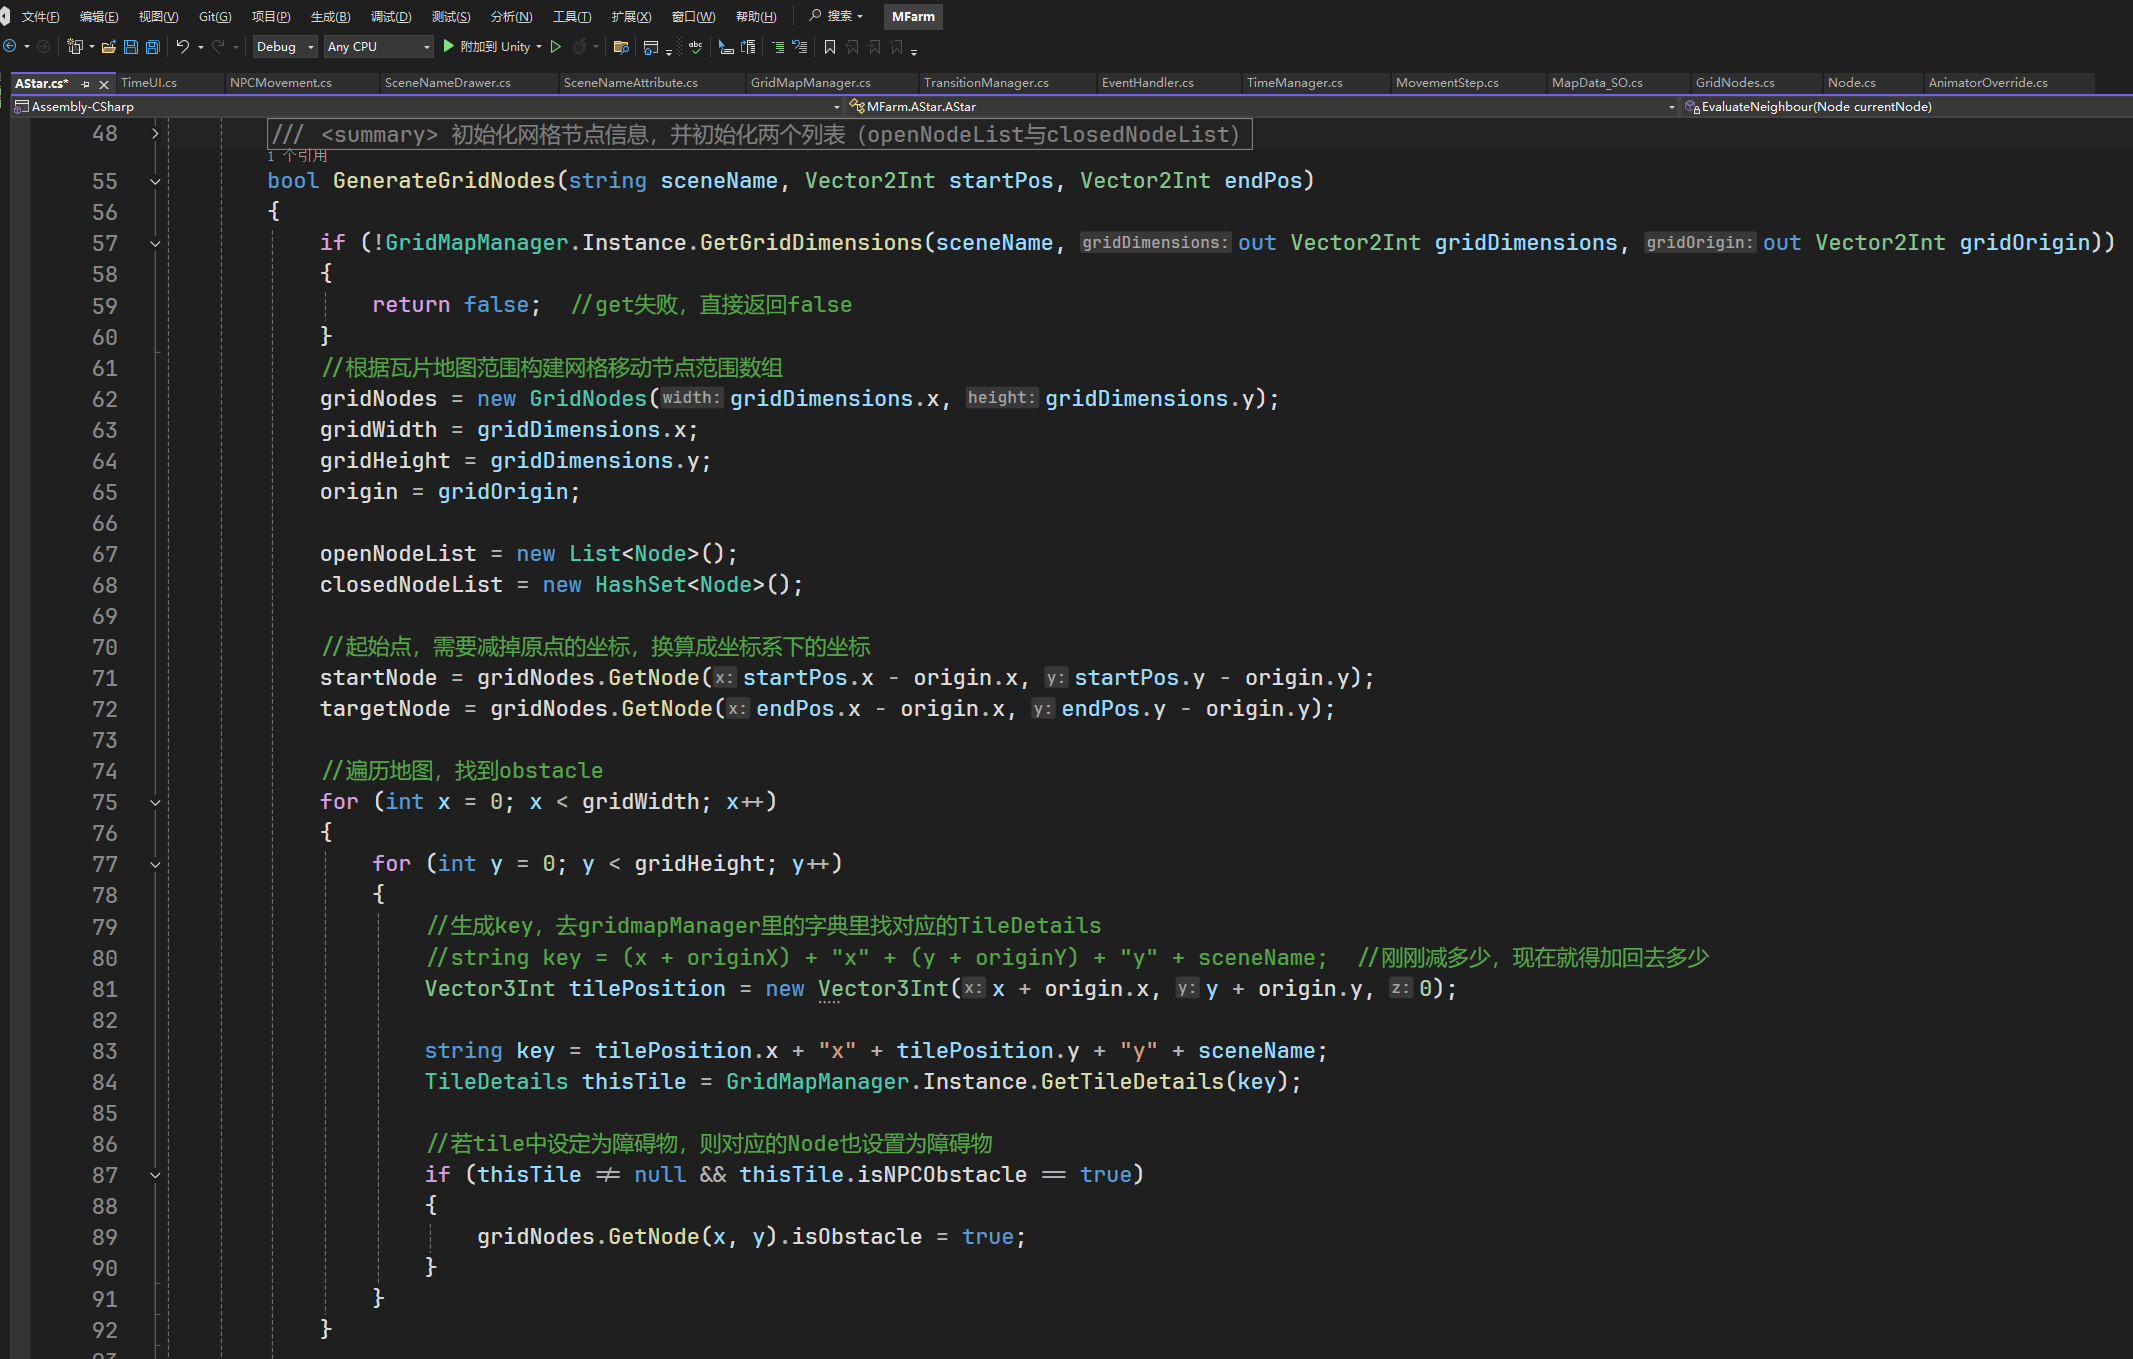 文件(F) 编辑(E) 视图(V) Git(G) 项目(P) 生成(B) 调试(D) 测试(S) 分析(N) 工具(T) 扩展(X) 窗口(W) 帮助(H) 搜索 MFarm
Debug Any CPU 附加到 Unity
AStar.cs* TimeUI.cs NPCMovement.cs SceneNameDrawer.cs SceneNameAttribute.cs GridMapManager.cs TransitionManager.cs EventHandler.cs TimeManager.cs MovementStep.cs MapData_SO.cs GridNodes.cs Node.cs AnimatorOverride.cs
Assembly-CSharp MFarm.AStar.AStar EvaluateNeighbour(Node currentNode)
48 /// <summary> 初始化网格节点信息，并初始化两个列表（openNodeList与closedNodeList）
1 个引用
55 bool GenerateGridNodes(string sceneName, Vector2Int startPos, Vector2Int endPos)
56 {
57 if (!GridMapManager.Instance.GetGridDimensions(sceneName, gridDimensions: out Vector2Int gridDimensions, gridOrigin: out Vector2Int gridOrigin))
58 {
59 return false; //get失败，直接返回false
60 }
61 //根据瓦片地图范围构建网格移动节点范围数组
62 gridNodes = new GridNodes(width: gridDimensions.x, height: gridDimensions.y);
63 gridWidth = gridDimensions.x;
64 gridHeight = gridDimensions.y;
65 origin = gridOrigin;
66
67 openNodeList = new List<Node>();
68 closedNodeList = new HashSet<Node>();
69
70 //起始点，需要减掉原点的坐标，换算成坐标系下的坐标
71 startNode = gridNodes.GetNode(x: startPos.x - origin.x, y: startPos.y - origin.y);
72 targetNode = gridNodes.GetNode(x: endPos.x - origin.x, y: endPos.y - origin.y);
73
74 //遍历地图，找到obstacle
75 for (int x = 0; x < gridWidth; x++)
76 {
77 for (int y = 0; y < gridHeight; y++)
78 {
79 //生成key，去gridmapManager里的字典里找对应的TileDetails
80 //string key = (x + originX) + "x" + (y + originY) + "y" + sceneName; //刚刚减多少，现在就得加回去多少
81 Vector3Int tilePosition = new Vector3Int(x: x + origin.x, y: y + origin.y, z: 0);
82
83 string key = tilePosition.x + "x" + tilePosition.y + "y" + sceneName;
84 TileDetails thisTile = GridMapManager.Instance.GetTileDetails(key);
85
86 //若tile中设定为障碍物，则对应的Node也设置为障碍物
87 if (thisTile != null && thisTile.isNPCObstacle == true)
88 {
89 gridNodes.GetNode(x, y).isObstacle = true;
90 }
91 }
92 }
93